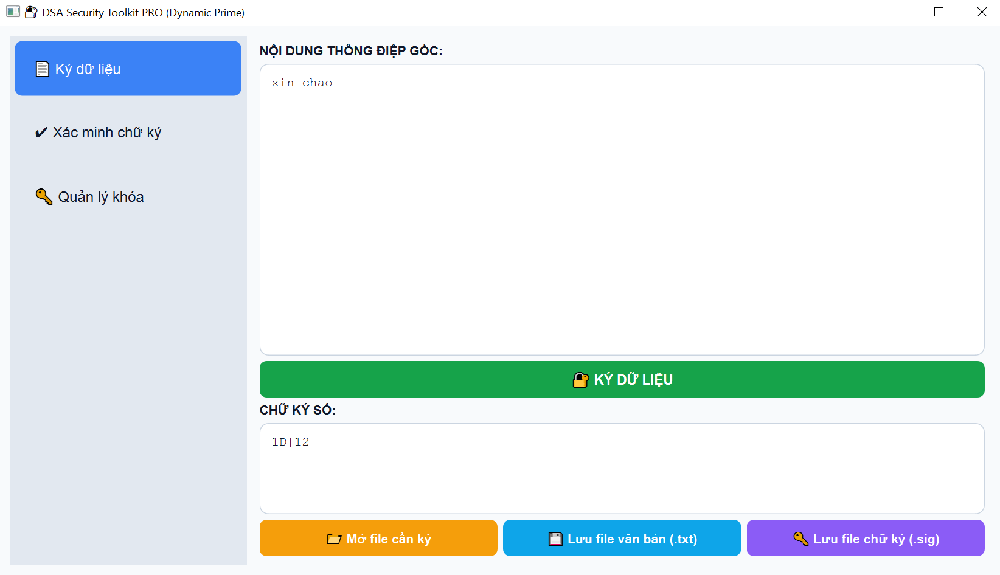 DSA Security Toolkit PRO (Dynamic Prime)
Ký dữ liệu
Xác minh chữ ký
Quản lý khóa
NỘI DUNG THÔNG ĐIỆP GỐC:
xin chao
KÝ DỮ LIỆU
CHỮ KÝ SỐ:
1D|12
Mở file cần ký
Lưu file văn bản (.txt)
Lưu file chữ ký (.sig)